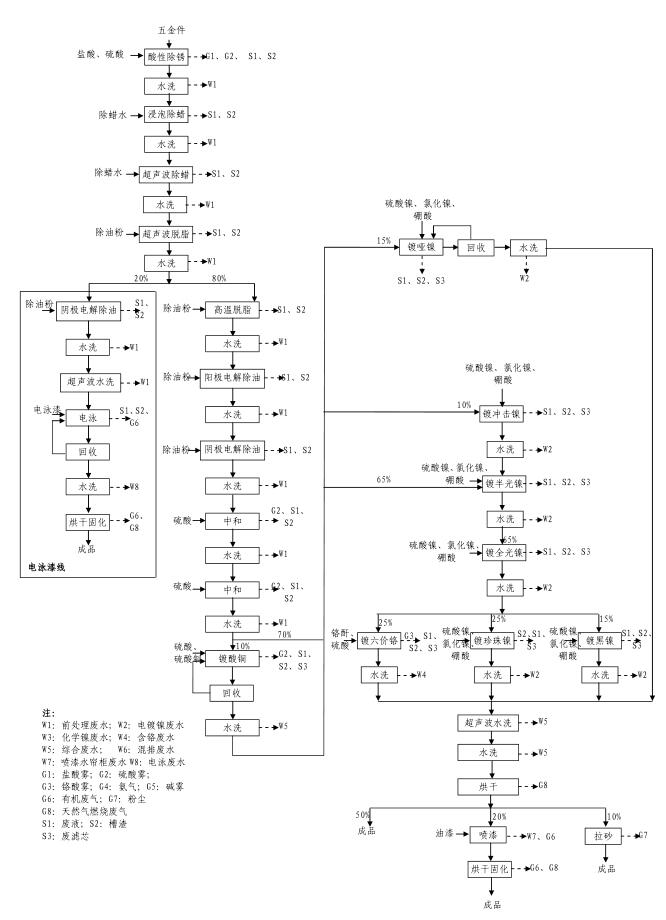 五金件
盐酸、硫酸
酸性除锈
G1、G2、 S1、S2
水洗
W1
除蜡水
浸泡除蜡
S1、S2
水洗
W1
除蜡水
超声波除蜡
S1、S2
水洗
W1
除油粉
超声波脱脂
S1、S2
水洗
W1
20%
80%
除油粉
阴极电解除油
S1、
S2
水洗
W1
超声波水洗
W1
电泳漆
电泳
S1、S2、
G6
回收
水洗
W8
烘干固化
G6、
G8
成品
电泳漆线
除油粉
高温脱脂
S1、S2
水洗
W1
除油粉
阳极电解除油
S1、S2
水洗
W1
除油粉
阴极电解除油
S1、S2
水洗
W1
硫酸
中和
G2、S1、
S2
水洗
W1
硫酸
中和
G2、S1、
S2
水洗
W1
70%
10%
硫酸、
硫酸铜
镀酸铜
G2、S1、
S2、S3
回收
水洗
W5
硫酸镍、氯化镍、
硼酸
15%
镀哑镍
回收
水洗
S1、S2、S3
W2
硫酸镍、氯化镍、
硼酸
10%
镀冲击镍
S1、S2、S3
水洗
W2
硫酸镍、氯化镍、
硼酸
65%
镀半光镍
S1、S2、S3
水洗
W2
65%
硫酸镍、氯化镍、
硼酸
镀全光镍
S1、S2、S3
水洗
W2
25%
25%
15%
铬酐、
硫酸
镀六价铬
G3、S1、
S2、S3
硫酸镍、
氯化镍、
硼酸
镀珍珠镍
S2、S1、
S3
硫酸镍、
氯化镍、
硼酸
镀黑镍
S1、S2、
S3
水洗
W4
水洗
W2
水洗
W2
超声波水洗
W5
水洗
W5
烘干
G8
50%
20%
10%
成品
油漆
喷漆
W7、G6
拉砂
G7
成品
烘干固化
G6、G8
成品
注:
W1: 前处理废水; W2: 电镀镍废水
W3: 化学镍废水; W4: 含铬废水
W5: 综合废水; W6: 混排废水
W7: 喷漆水帘柜废水 W8: 电泳废水
G1: 盐酸雾; G2: 硫酸雾;
G3: 铬酸雾; G4: 氨气; G5: 碱雾
G6: 有机废气; G7: 粉尘
G8: 天然气燃烧废气
S1: 废液; S2: 槽渣
S3: 废滤芯